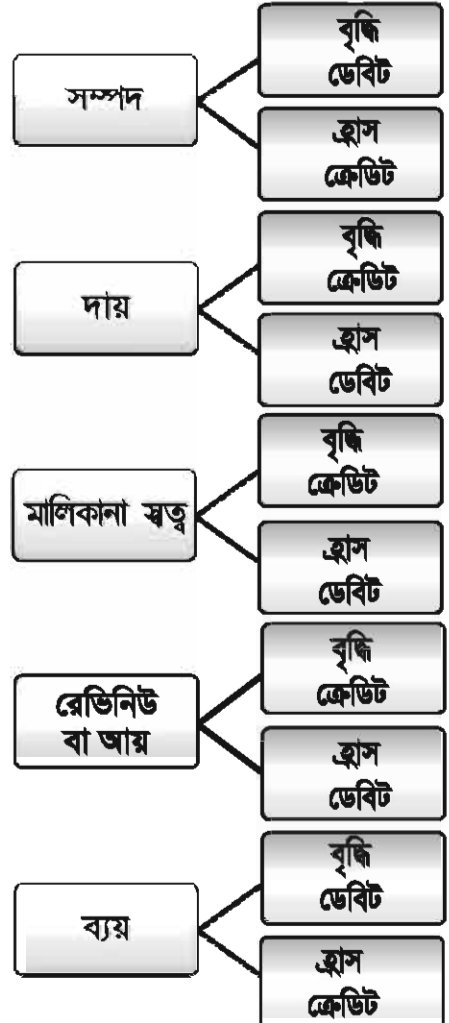 সম্পদ
বৃদ্ধি
ডেবিট
হ্রাস
ক্রেডিট
দায়
বৃদ্ধি
ক্রেডিট
হ্রাস
ডেবিট
মালিকানা স্বত্ব
বৃদ্ধি
ক্রেডিট
হ্রাস
ডেবিট
রেভিনিউ
বা আয়
বৃদ্ধি
ক্রেডিট
হ্রাস
ডেবিট
ব্যয়
বৃদ্ধি
ডেবিট
হ্রাস
ক্রেডিট